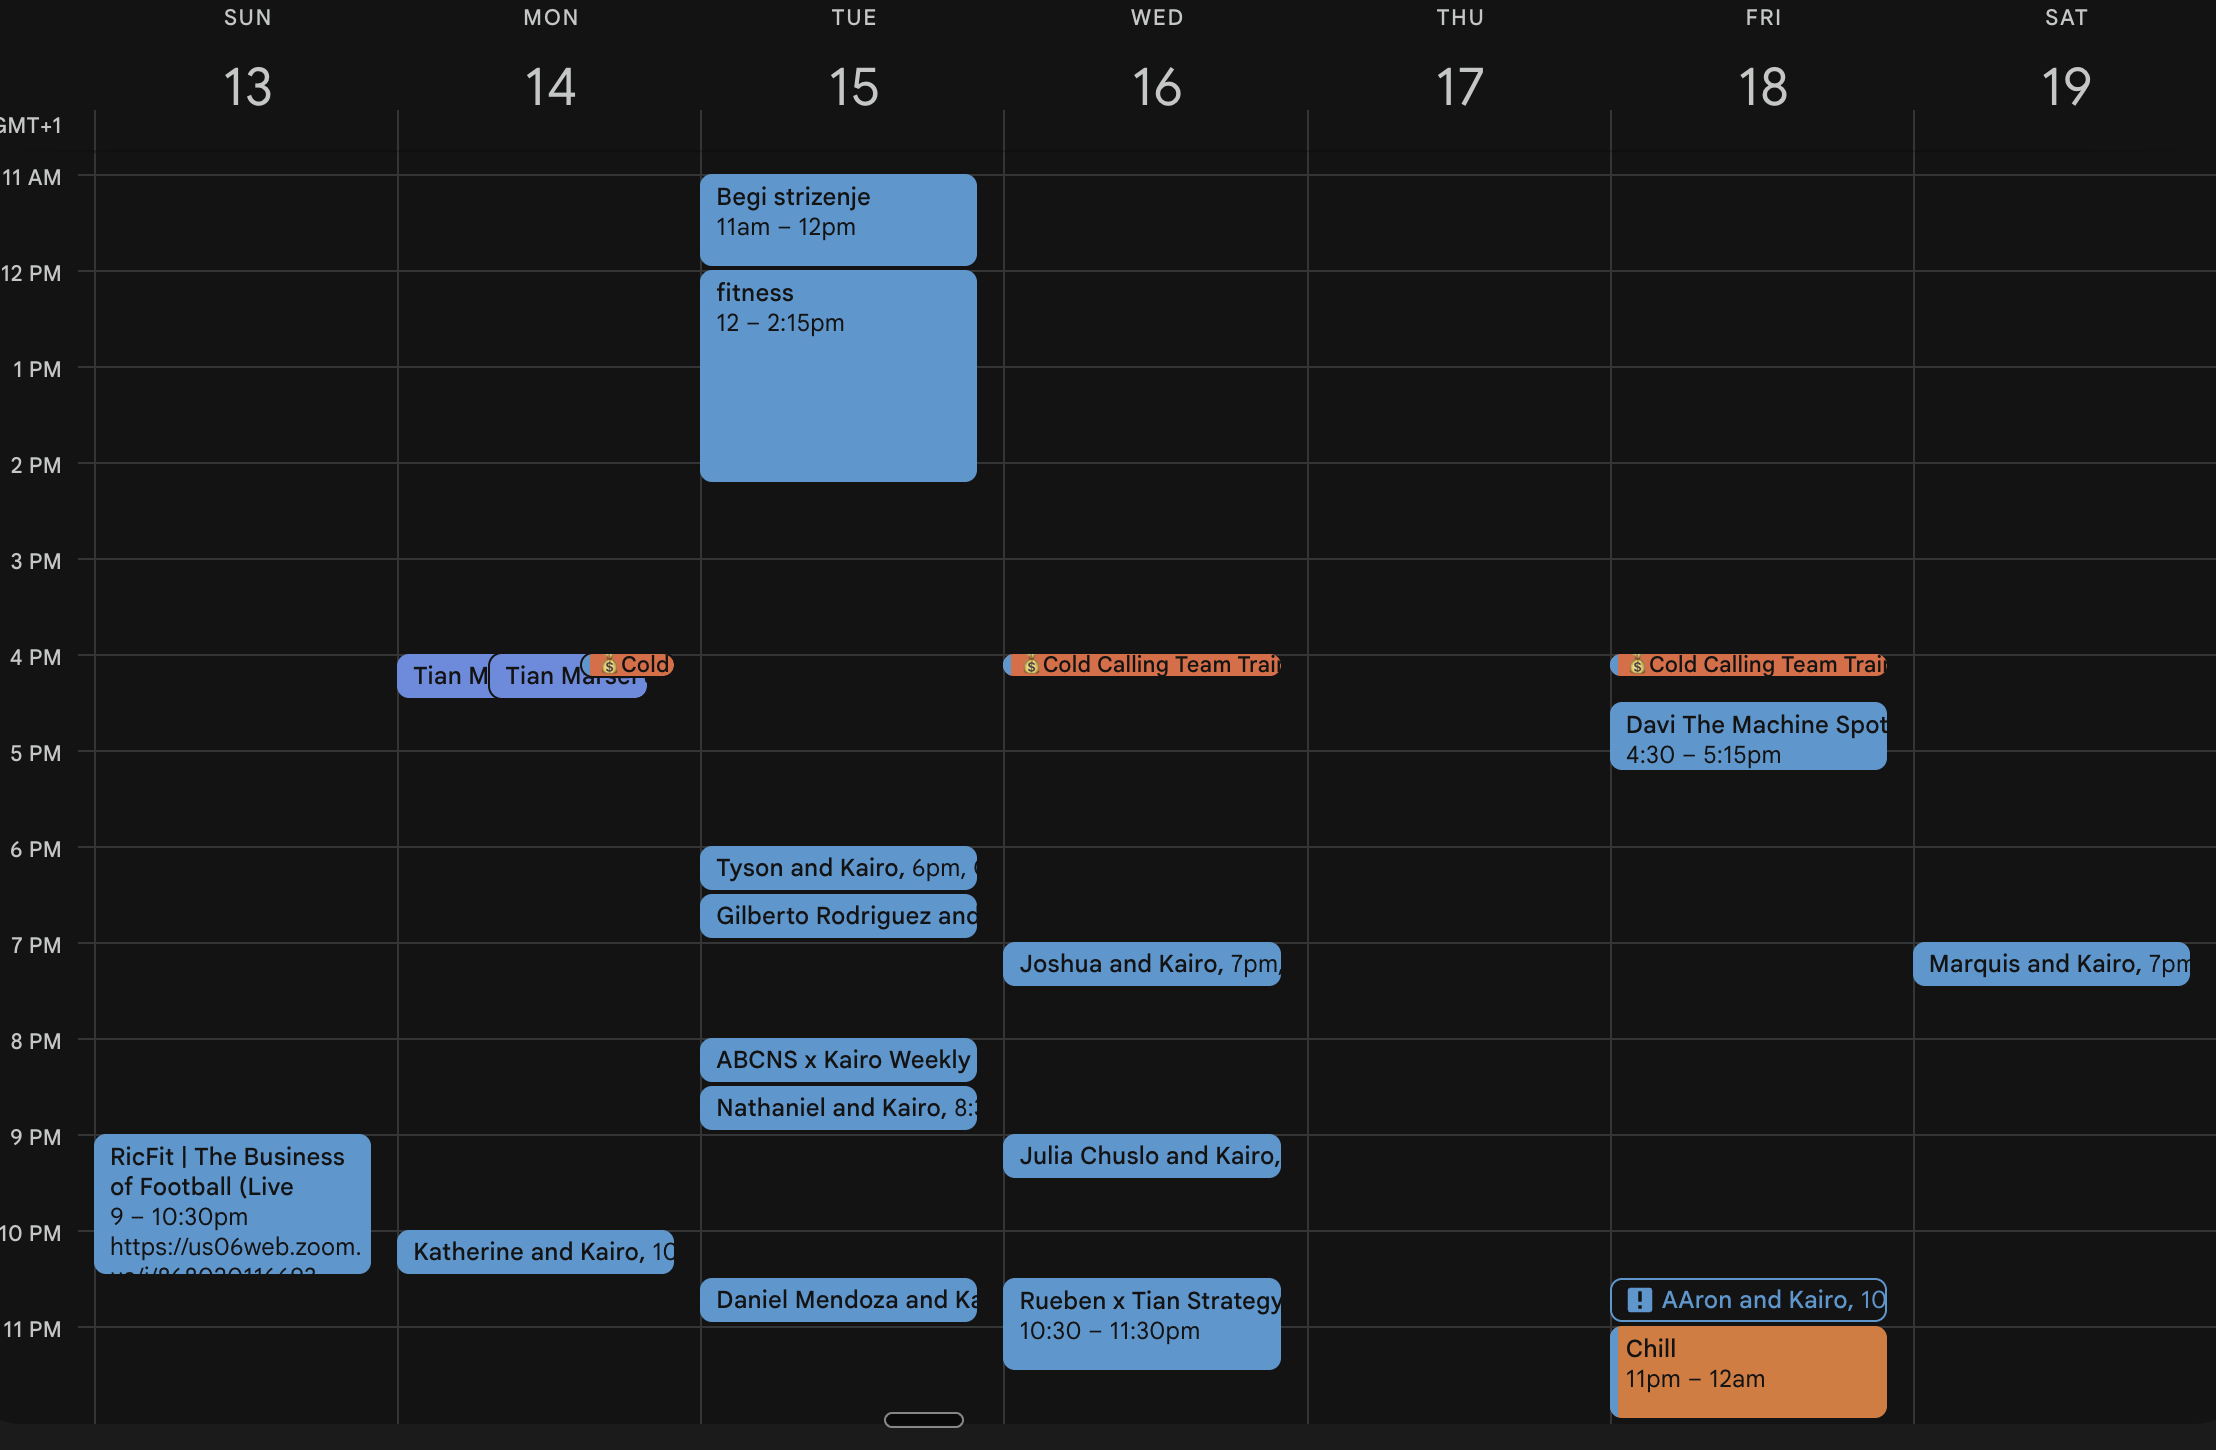 SUN MON TUE WED THU FRI SAT
13 14 15 16 17 18 19
GMT+1
11 AM
Begi strizenje
11am – 12pm
12 PM
fitness
12 – 2:15pm
1 PM
2 PM
3 PM
4 PM
Tian M
Tian Marser
💰Cold
💰Cold Calling Team Trai
💰Cold Calling Team Trai
Davi The Machine Spot
4:30 – 5:15pm
5 PM
6 PM
Tyson and Kairo, 6pm,
Gilberto Rodriguez and
7 PM
Joshua and Kairo, 7pm,
Marquis and Kairo, 7pm
8 PM
ABCNS x Kairo Weekly
Nathaniel and Kairo, 8:3
9 PM
RicFit | The Business
of Football (Live
9 – 10:30pm
https://us06web.zoom.
Julia Chuslo and Kairo,
10 PM
Katherine and Kairo, 10
Daniel Mendoza and Ka
Rueben x Tian Strategy
10:30 – 11:30pm
AAron and Kairo, 10
11 PM
Chill
11pm – 12am